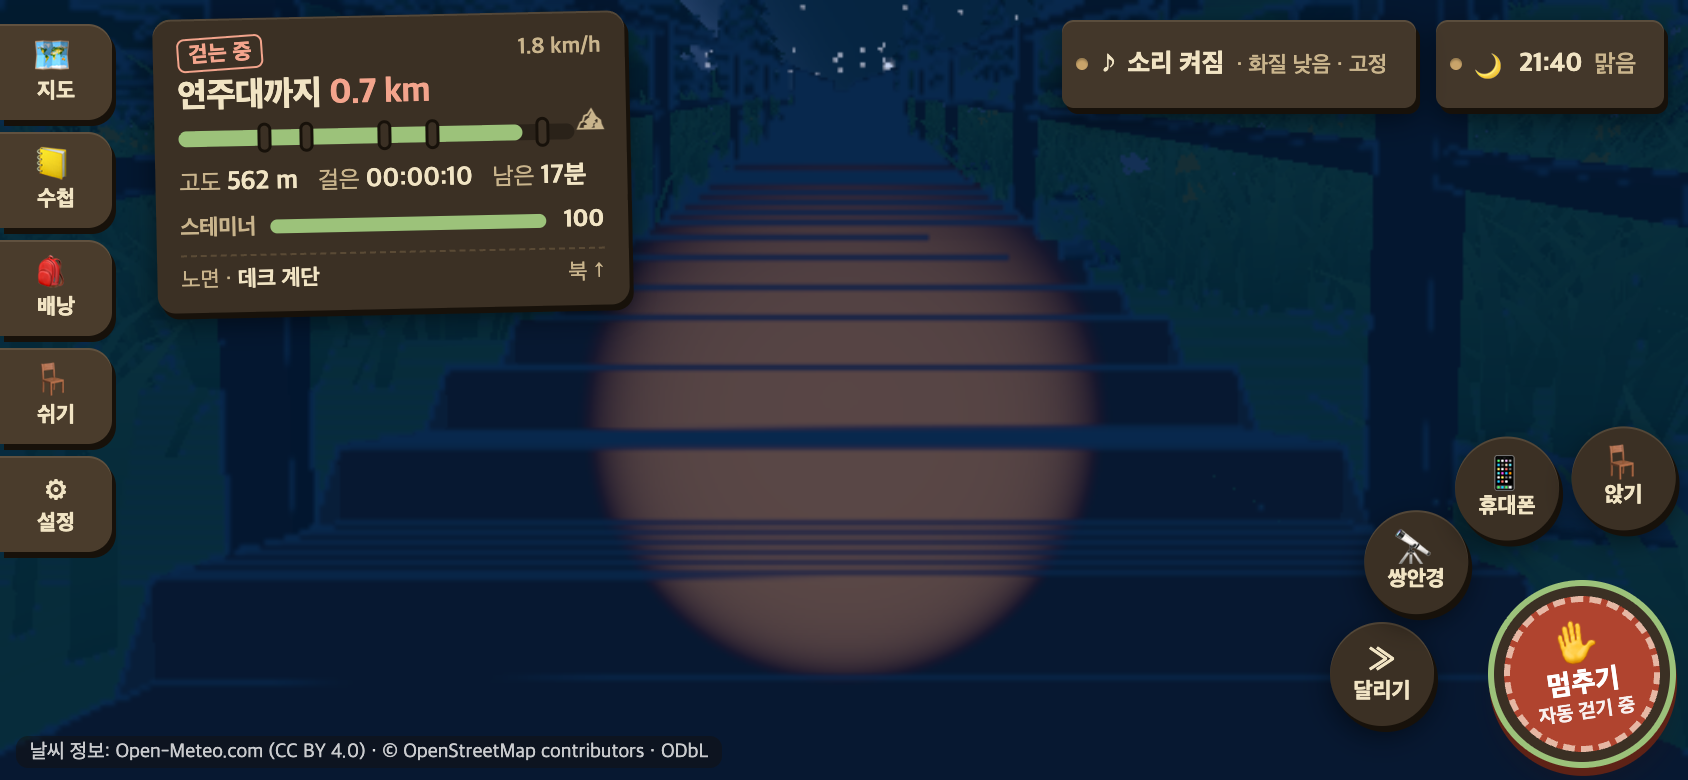 지도
수첩
배낭
쉬기
설정
걷는 중
1.8 km/h
연주대까지 0.7 km
고도 562 m 걸은 00:00:10 남은 17분
스테미너 100
노면 · 데크 계단
북 ↑
♪ 소리 켜짐 · 화질 낮음 · 고정
21:40 맑음
휴대폰
앉기
쌍안경
달리기
멈추기
자동 걷기 중
날씨 정보: Open-Meteo.com (CC BY 4.0) · © OpenStreetMap contributors · ODbL